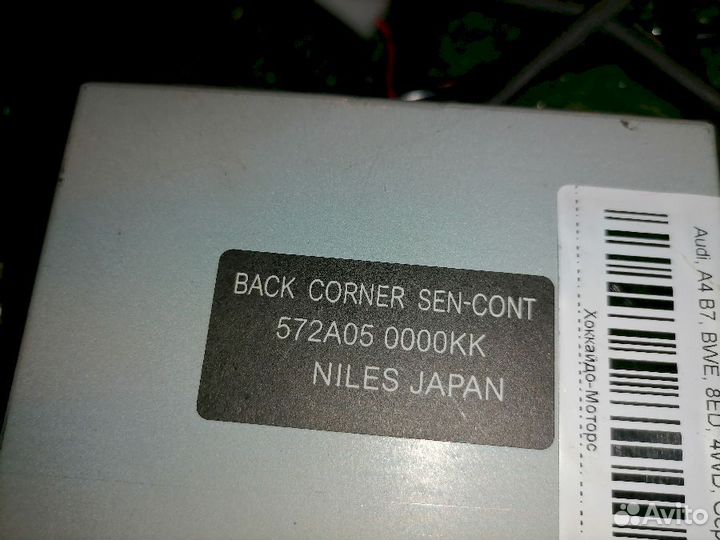 BACK CORNER SEN-CONT
572A05 0000KK
NILES JAPAN
Audi, A4 B7, BWE, 8ED, 4WD,
Хоккайдо-Моторс
Avito